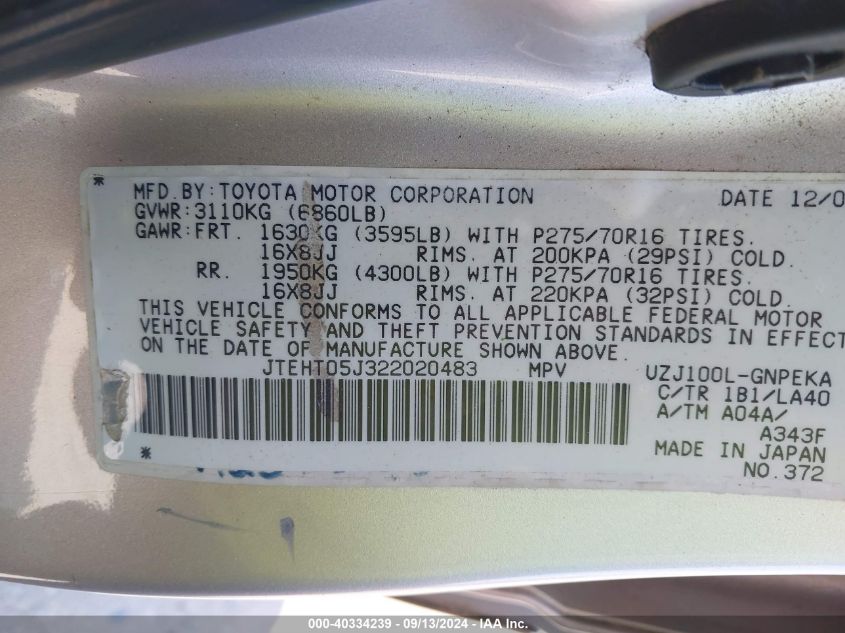 * MFD.BY:TOYOTA MOTOR CORPORATION DATE 12/0
GVWR:3110KG (6860LB)
GAWR:FRT. 1630KG (3595LB) WITH P275/70R16 TIRES.
16X8JJ RIMS. AT 200KPA (29PSI) COLD.
RR. 1950KG (4300LB) WITH P275/70R16 TIRES.
16X8JJ RIMS. AT 220KPA (32PSI) COLD.
THIS VEHICLE CONFORMS TO ALL APPLICABLE FEDERAL MOTOR
VEHICLE SAFETY AND THEFT PREVENTION STANDARDS IN EFFECT
ON THE DATE OF MANUFACTURE SHOWN ABOVE.
JTEHT05J322020483 MPV UZJ100L-GNPEKA
C/TR 1B1/LA40
A/TM A04A/
A343F
* MADE IN JAPAN
NO.372
000-40334239 - 09/13/2024 - IAA Inc.